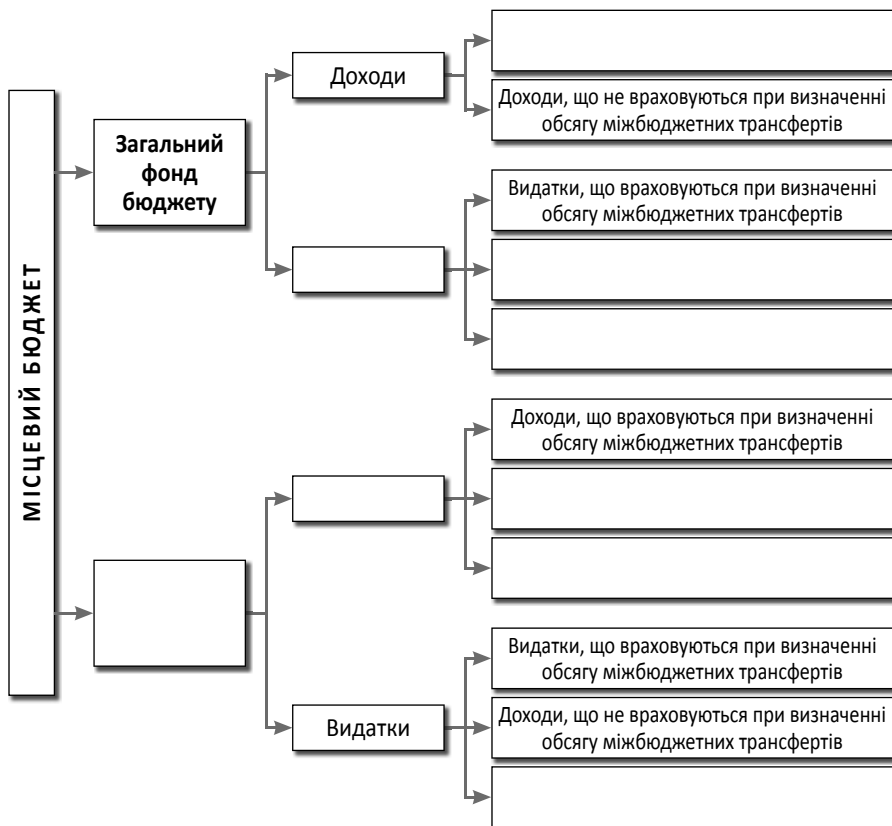 МІСЦЕВИЙ БЮДЖЕТ
Загальний
фонд
бюджету
Доходи
Доходи, що не враховуються при визначенні
обсягу міжбюджетних трансфертів
Видатки, що враховуються при визначенні
обсягу міжбюджетних трансфертів
Доходи, що враховуються при визначенні
обсягу міжбюджетних трансфертів
Видатки
Видатки, що враховуються при визначенні
обсягу міжбюджетних трансфертів
Доходи, що не враховуються при визначенні
обсягу міжбюджетних трансфертів